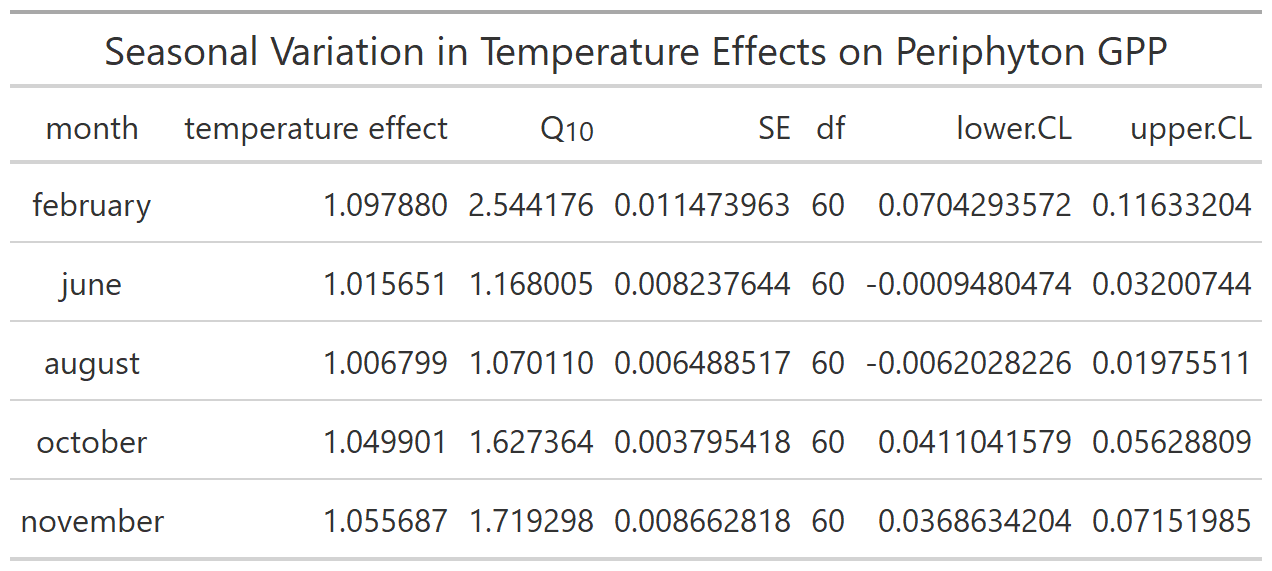 Seasonal Variation in Temperature Effects on Periphyton GPP
month temperature effect Q10 SE df lower.CL upper.CL
february 1.097880 2.544176 0.011473963 60 0.0704293572 0.11633204
june 1.015651 1.168005 0.008237644 60 -0.0009480474 0.03200744
august 1.006799 1.070110 0.006488517 60 -0.0062028226 0.01975511
october 1.049901 1.627364 0.003795418 60 0.0411041579 0.05628809
november 1.055687 1.719298 0.008662818 60 0.0368634204 0.07151985